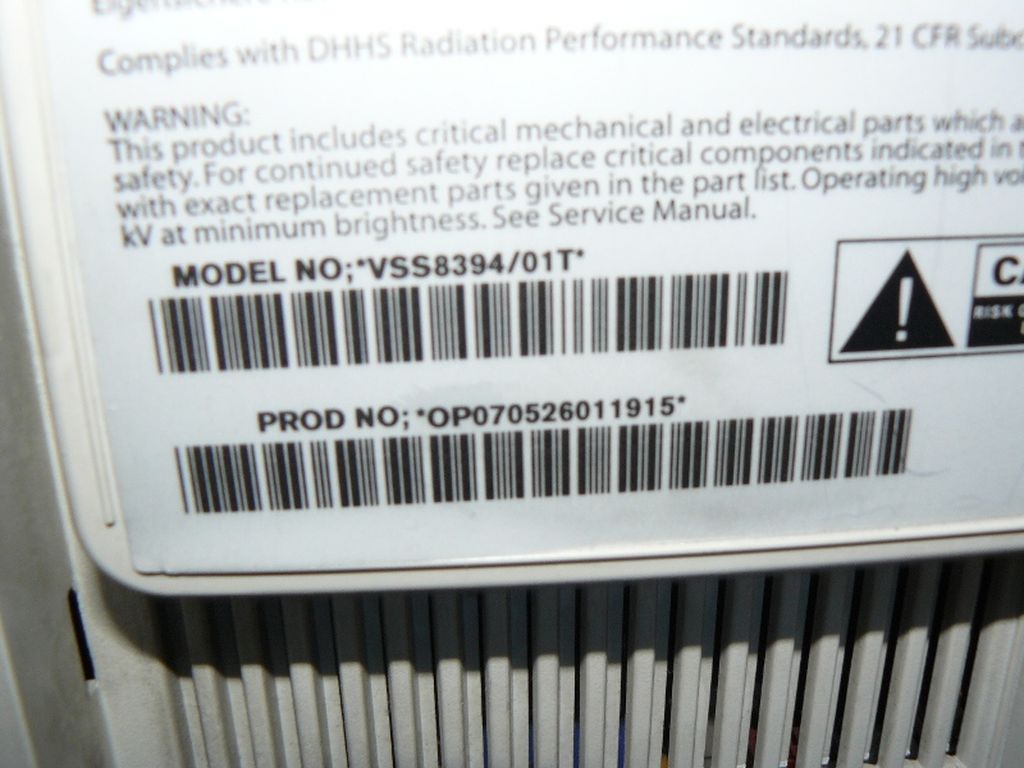 Complies with DHHS Radiation Performance Standards, 21 CFR
WARNING:
This product includes critical mechanical and electrical parts which
safety. For continued safety replace critical components indicated in
with exact replacement parts given in the part list. Operating high
kV at minimum brightness. See Service Manual.
MODEL NO;*VSS8394/01T*
PROD NO; *OP070526011915*
RISK